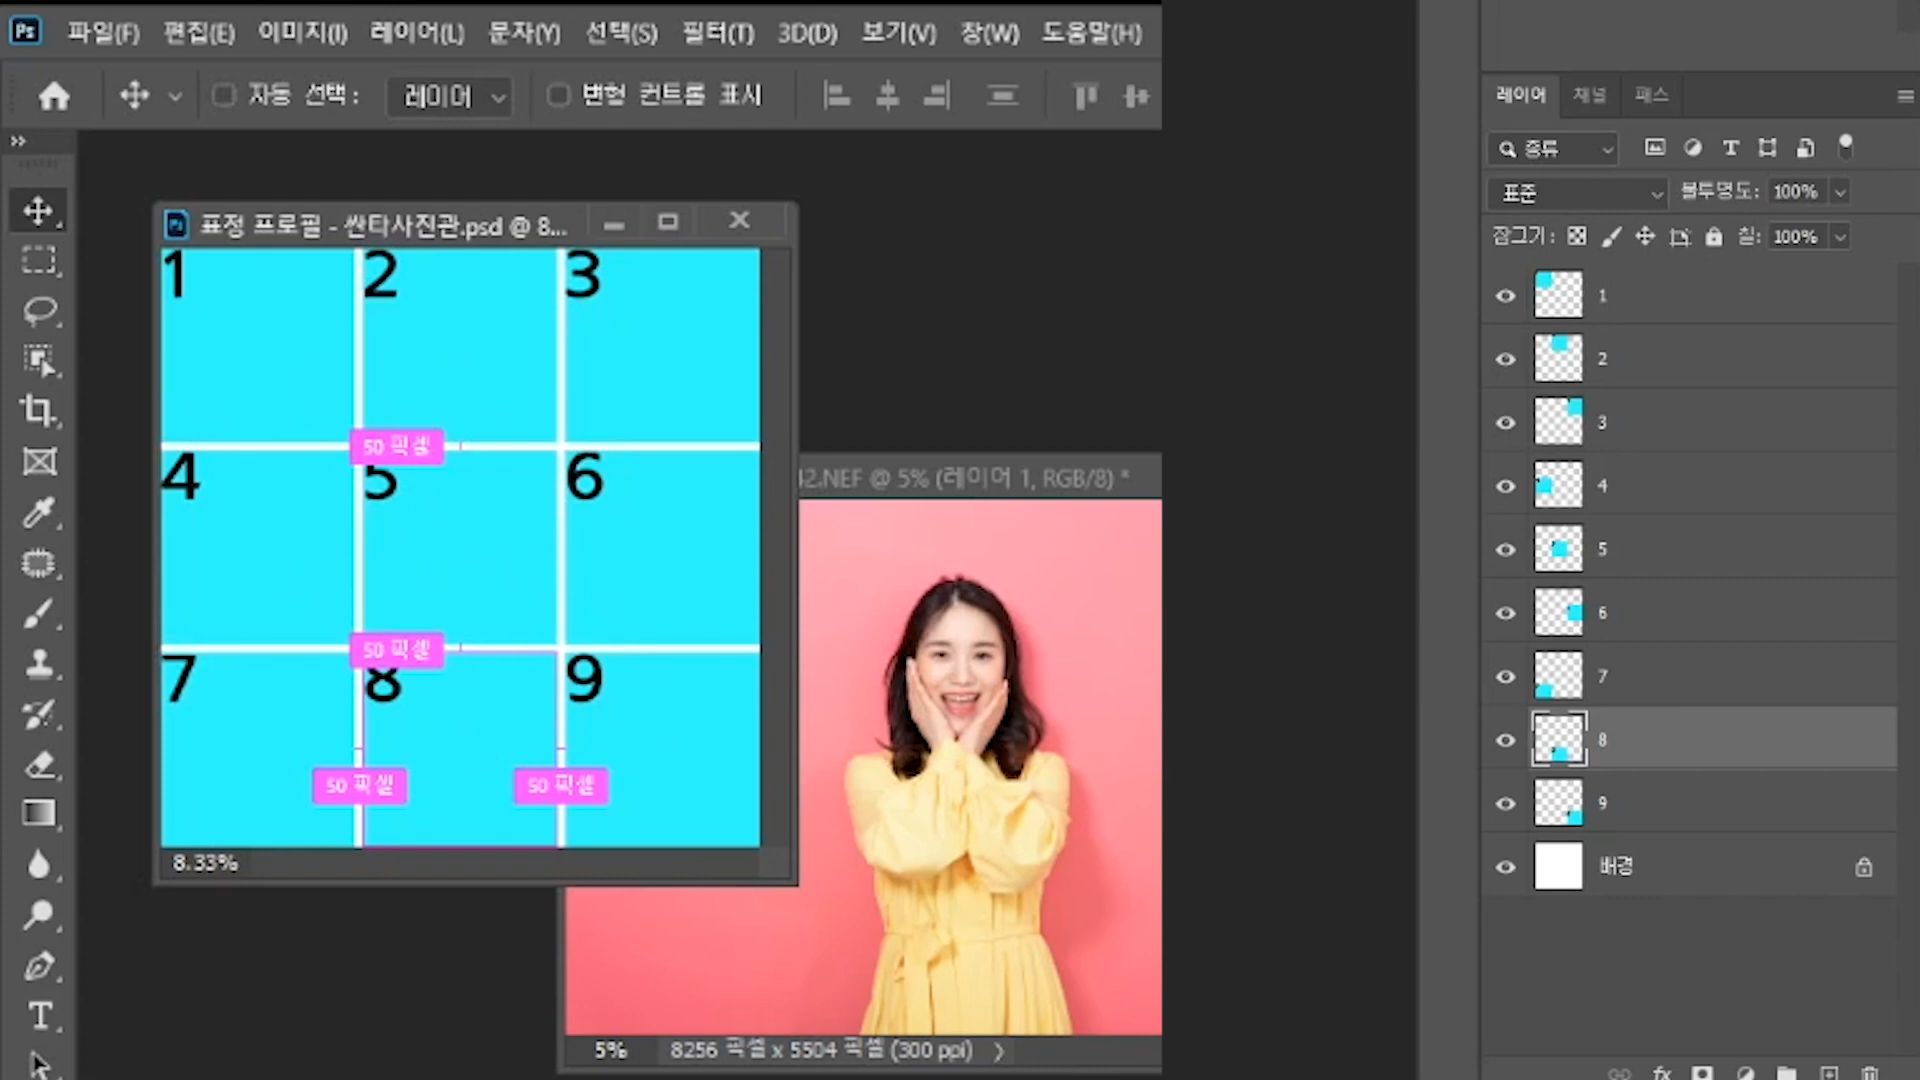 Ps 파일(F) 편집(E) 이미지(I) 레이어(L) 문자(Y) 선택(S) 필터(T) 3D(D) 보기(V) 창(W) 도움말(H)
자동 선택: 레이어 변형 컨트롤 표시
표정 프로필 - 싼타사진관.psd @ 8...
1 2 3
50 픽셀
4 5 6
50 픽셀
7 8 9
50 픽셀 50 픽셀
8.33%
42.NEF @ 5% (레이어 1, RGB/8) *
5% 8256 픽셀 x 5504 픽셀 (300 ppi)
레이어 채널 패스
종류
표준 불투명도: 100%
잠그기: 칠: 100%
1
2
3
4
5
6
7
8
9
배경
fx